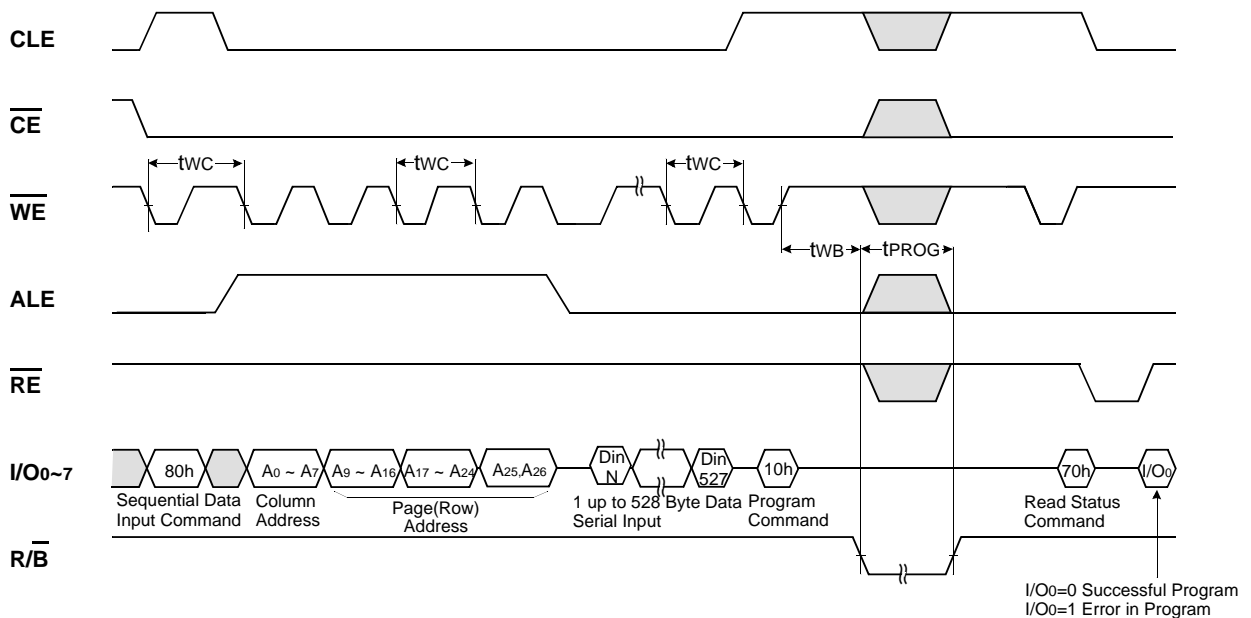 CLE
CE
tWC
tWC
tWC
WE
tWB
tPROG
ALE
RE
I/O0~7
80h
A0 ~ A7
A9 ~ A16
A17 ~ A24
A25,A26
Din
N
Din
527
10h
70h
I/O0
Sequential Data
Input Command
Column
Address
Page(Row)
Address
1 up to 528 Byte Data
Serial Input
Program
Command
Read Status
Command
R/B
I/O0=0 Successful Program
I/O0=1 Error in Program